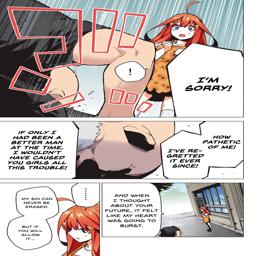 !
I'M
SORRY!
HOW
PATHETIC
OF ME!
I'VE RE-
GRETTED IT
EVER
SINCE!
IF ONLY I
HAD BEEN A
BETTER MAN
AT THE TIME,
I WOULDN'T
HAVE CAUSED
YOU GIRLS ALL
THIS TROUBLE!
AND WHEN
I THOUGHT
ABOUT YOUR
FUTURE, IT FELT
LIKE MY HEART
WAS GOING
TO BURST.
......
MY SIN CAN
NEVER BE
ERASED.
BUT IF YOU
WILL ALLOW
IT...